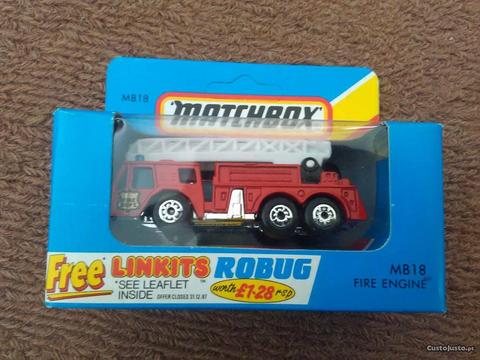 MB18
MATCHBOX
Free
LINKITS™
ROBUG
*SEE LEAFLET
INSIDE OFFER CLOSES 31.12.87
worth
£1·28 rsp
MB18
FIRE ENGINE
CustoJusto.pt